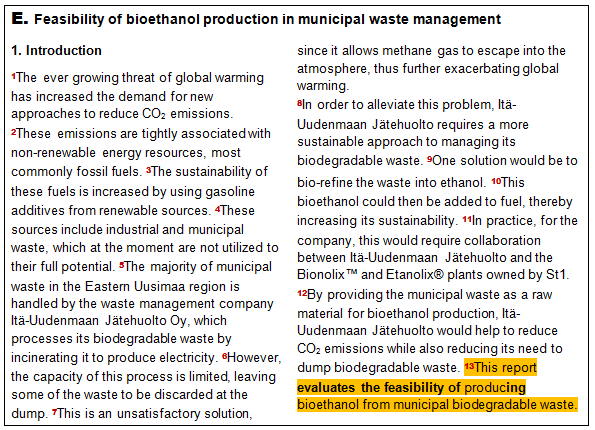 E. Feasibility of bioethanol production in municipal waste management
1. Introduction
1The ever growing threat of global warming
has increased the demand for new
approaches to reduce CO2 emissions.
2These emissions are tightly associated with
non-renewable energy resources, most
commonly fossil fuels. 3The sustainability of
these fuels is increased by using gasoline
additives from renewable sources. 4These
sources include industrial and municipal
waste, which at the moment are not utilized to
their full potential. 5The majority of municipal
waste in the Eastern Uusimaa region is
handled by the waste management company
Itä-Uudenmaan Jätehuolto Oy, which
processes its biodegradable waste by
incinerating it to produce electricity. 6However,
the capacity of this process is limited, leaving
some of the waste to be discarded at the
dump. 7This is an unsatisfactory solution,
since it allows methane gas to escape into the
atmosphere, thus further exacerbating global
warming.
8In order to alleviate this problem, Itä-
Uudenmaan Jätehuolto requires a more
sustainable approach to managing its
biodegradable waste. 9One solution would be to
bio-refine the waste into ethanol. 10This
bioethanol could then be added to fuel, thereby
increasing its sustainability. 11In practice, for the
company, this would require collaboration
between Itä-Uudenmaan Jätehuolto and the
Bionolix™ and Etanolix® plants owned by St1.
12By providing the municipal waste as a raw
material for bioethanol production, Itä-
Uudenmaan Jätehuolto would help to reduce
CO2 emissions while also reducing its need to
dump biodegradable waste. 13This report
evaluates the feasibility of producing
bioethanol from municipal biodegradable waste.